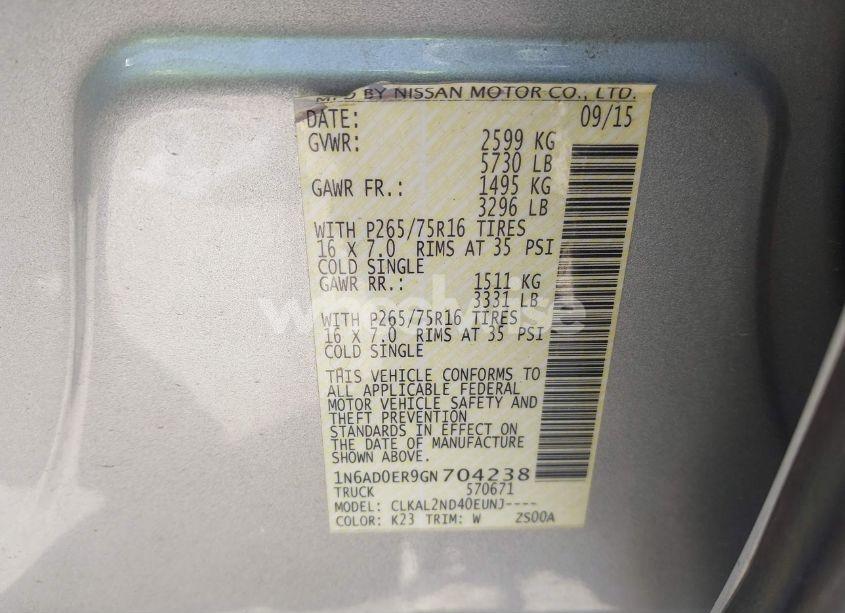 MFD BY NISSAN MOTOR CO., LTD.
DATE: 09/15
GVWR: 2599 KG
5730 LB
GAWR FR.: 1495 KG
3296 LB
WITH P265/75R16 TIRES
16 X 7.0 RIMS AT 35 PSI
COLD SINGLE
GAWR RR.: 1511 KG
3331 LB
WITH P265/75R16 TIRES
16 X 7.0 RIMS AT 35 PSI
COLD SINGLE
THIS VEHICLE CONFORMS TO
ALL APPLICABLE FEDERAL
MOTOR VEHICLE SAFETY AND
THEFT PREVENTION
STANDARDS IN EFFECT ON
THE DATE OF MANUFACTURE
SHOWN ABOVE.
1N6AD0ER9GN704238
TRUCK 570671
MODEL: CLKAL2ND40EUNJ----
COLOR: K23 TRIM: W ZS00A